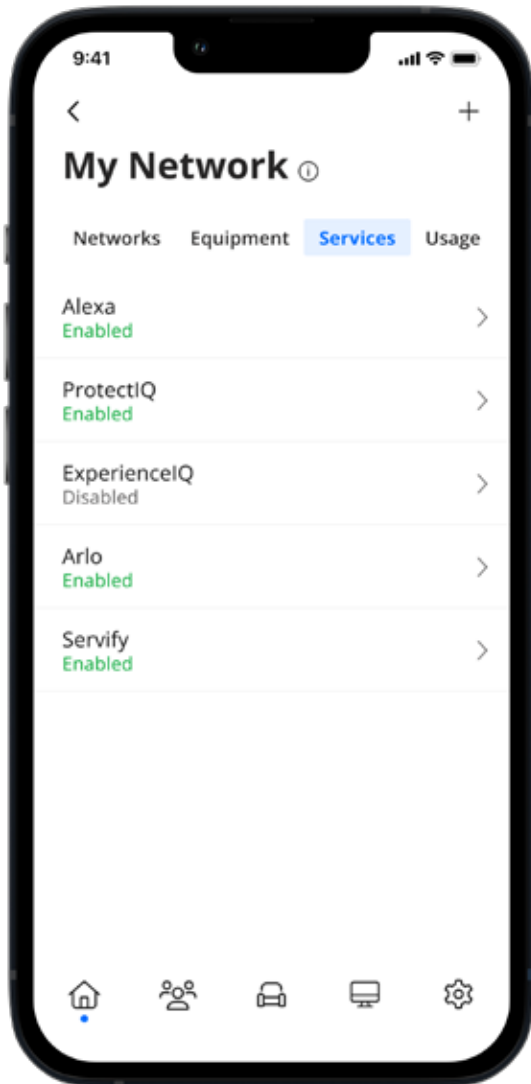 9:41
My Network
Networks Equipment Services Usage
Alexa
Enabled
ProtectIQ
Enabled
ExperienceIQ
Disabled
Arlo
Enabled
Servify
Enabled